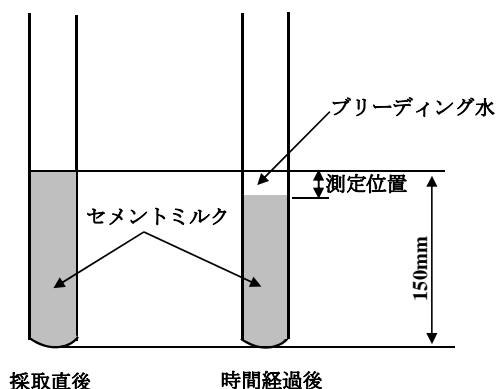 ブリーディング水
測定位置
セメントミルク
150mm
採取直後
時間経過後